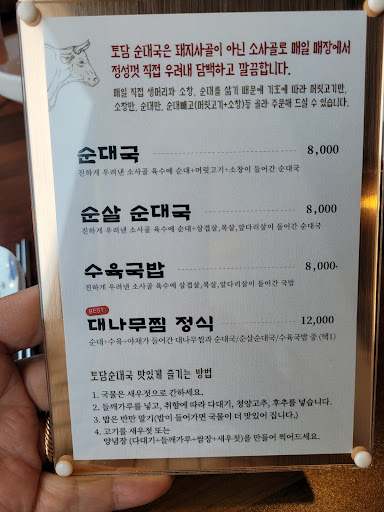 토담 순대국은 돼지사골이 아닌 소사골로 매일 매장에서
정성껏 직접 우려내 담백하고 깔끔합니다.
매일 직접 생머리와 소창, 순대를 삶기 때문에 기호에 따라 머릿고기만,
소창만, 순대만, 순대빼고(머릿고기+소창)등 골라 주문해 드실 수 있습니다.
순대국 8,000
진하게 우려낸 소사골 육수에 순대+머릿고기+소창이 들어간 순대국
순살 순대국 8,000
진하게 우려낸 소사골 육수에 순대+삼겹살,목살,앞다리살이 들어간 순대국
수육국밥 8,000
진하게 우려낸 소사골 육수에 삼겹살,목살,앞다리살이 들어간 국밥
BEST
대나무찜 정식 12,000
순대+수육+야채가 들어간 대나무찜과 순대국/순살순대국/수육국밥 중 (택1)
토담순대국 맛있게 즐기는 방법
1. 국물은 새우젓으로 간하세요.
2. 들깨가루를 넣고, 취향에 따라 다대기, 청양고추, 후추를 넣습니다.
3. 밥은 반만 말기(밥이 들어가면 국물이 더 맛있어 집니다.)
4. 고기를 새우젓 또는
양념장 (다대기+들깨가루+쌈장+새우젓)을 만들어 찍어드세요.